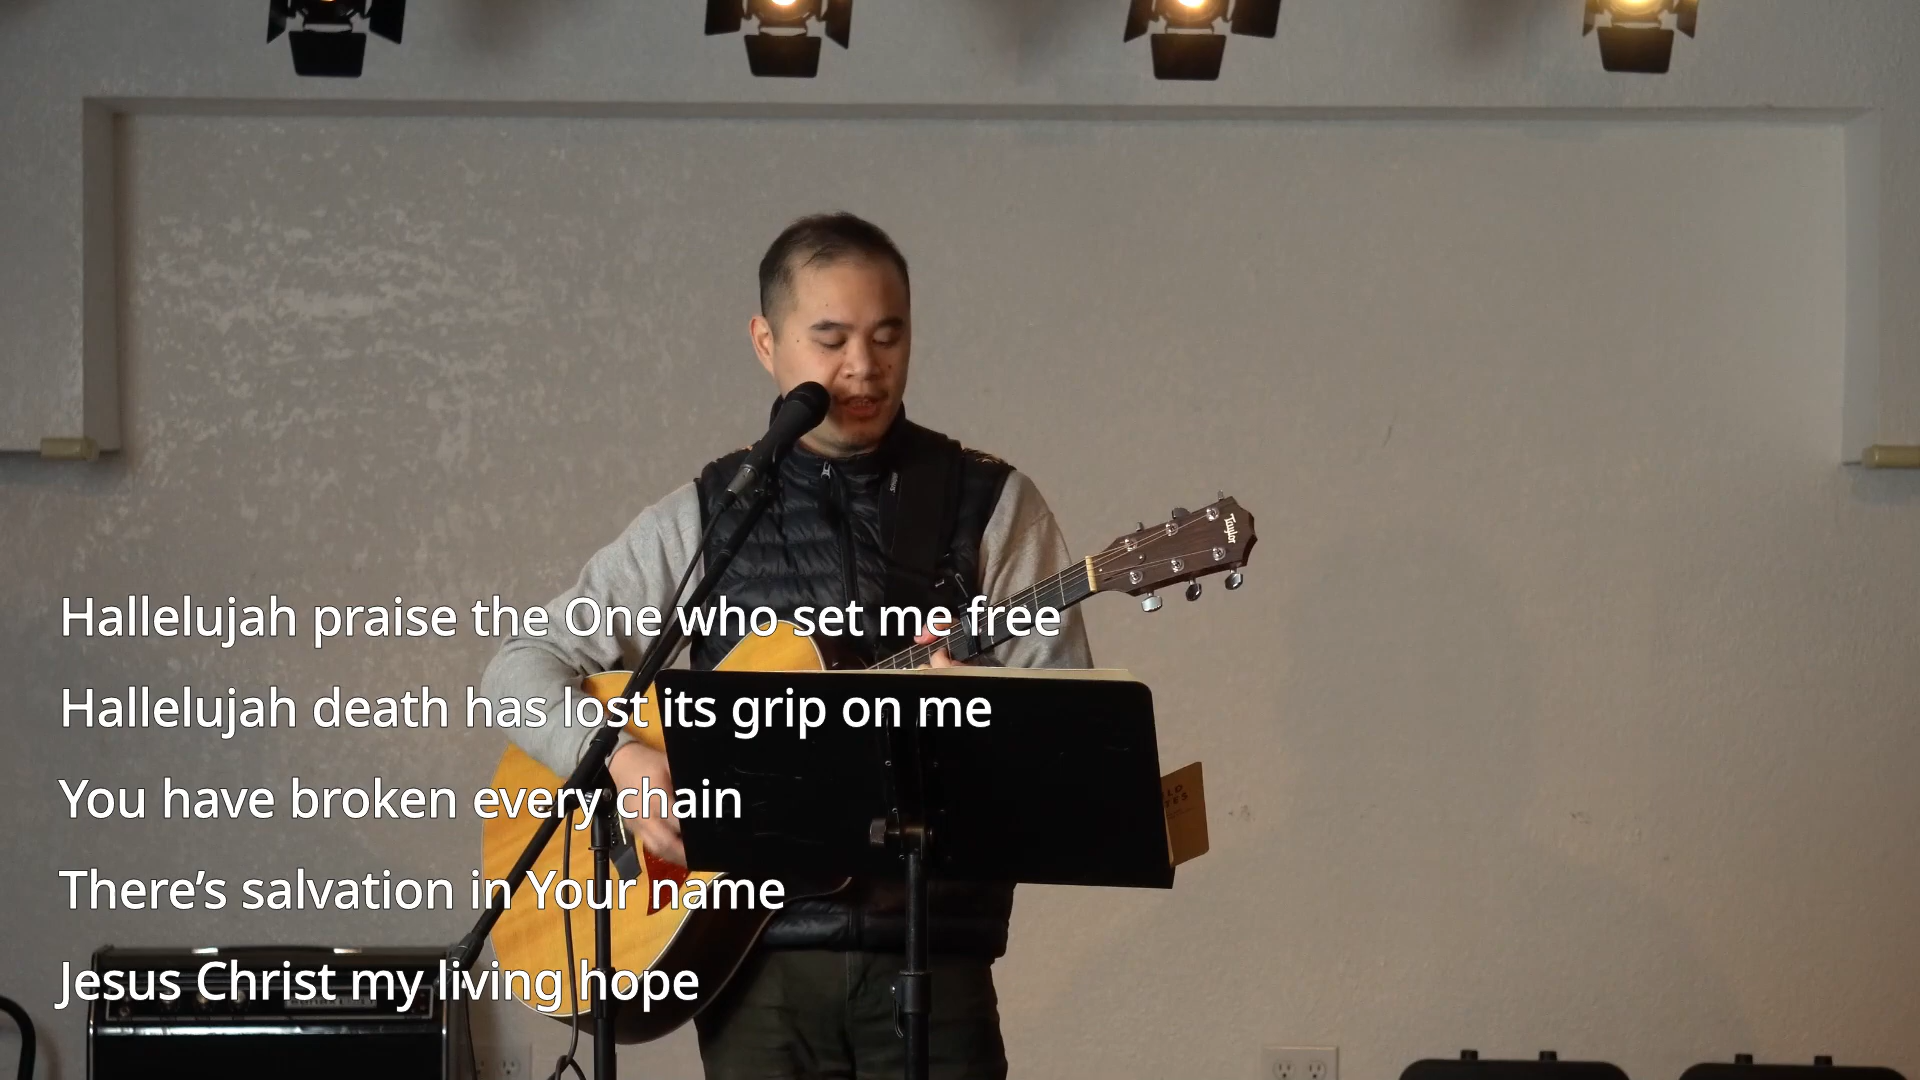 Taylor
Hallelujah praise the One who set me free
Hallelujah death has lost its grip on me
You have broken every chain
There’s salvation in Your name
Jesus Christ my living hope